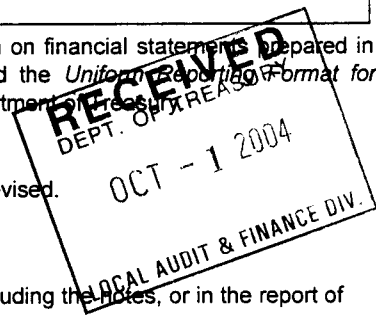 on financial statements prepared in
d the Uniform Reporting Format for
tment of Treasury.
RECEIVED
DEPT. OF TREASURY
OCT - 1 2004
LOCAL AUDIT & FINANCE DIV.
vised.
uding the notes, or in the report of